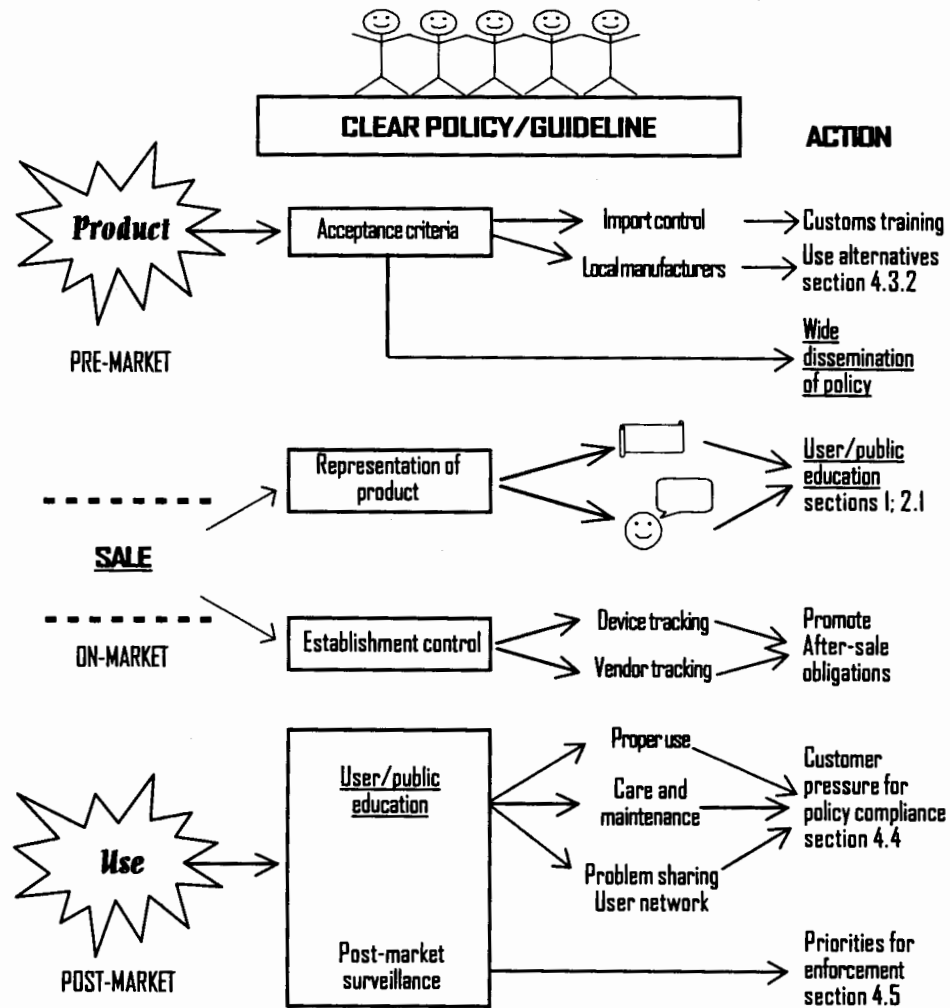 CLEAR POLICY/GUIDELINE
ACTION
Product
PRE-MARKET
Acceptance criteria
Import control
Customs training
Local manufacturers
Use alternatives
section 4.3.2
Wide
dissemination
of policy
Representation of
product
User/public
education
sections 1; 2.1
SALE
ON-MARKET
Establishment control
Device tracking
Vendor tracking
Promote
After-sale
obligations
Use
POST-MARKET
User/public
education
Proper use
Care and
maintenance
Problem sharing
User network
Customer
pressure for
policy compliance
section 4.4
Post-market
surveillance
Priorities for
enforcement
section 4.5